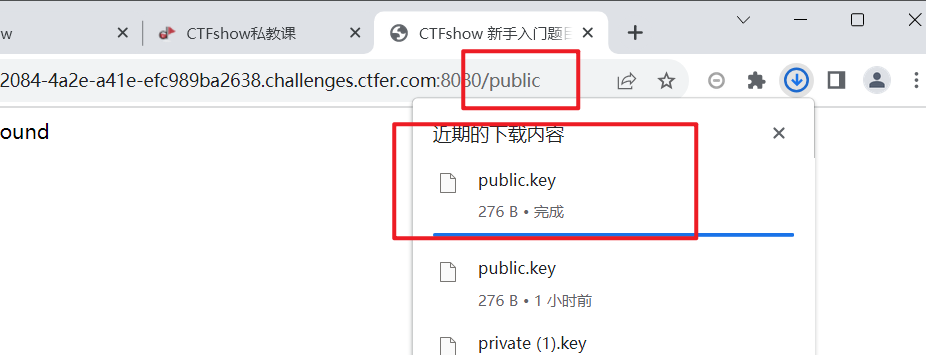 w
CTFshow私教课
CTFshow 新手入门题目
2084-4a2e-a41e-efc989ba2638.challenges.ctfer.com:8080/public
ound
近期的下载内容
public.key
276 B • 完成
public.key
276 B • 1 小时前
private (1).key